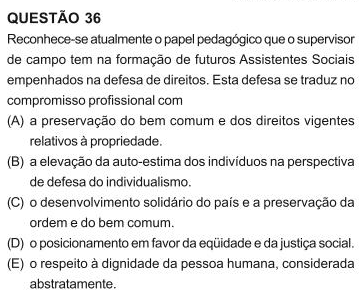 QUESTÃO 36
Reconhece-se atualmente o papel pedagógico que o supervisor
de campo tem na formação de futuros Assistentes Sociais
empenhados na defesa de direitos. Esta defesa se traduz no
compromisso profissional com
(A) a preservação do bem comum e dos direitos vigentes
relativos à propriedade.
(B) a elevação da auto-estima dos indivíduos na perspectiva
de defesa do individualismo.
(C) o desenvolvimento solidário do país e a preservação da
ordem e do bem comum.
(D) o posicionamento em favor da eqüidade e da justiça social.
(E) o respeito à dignidade da pessoa humana, considerada
abstratamente.